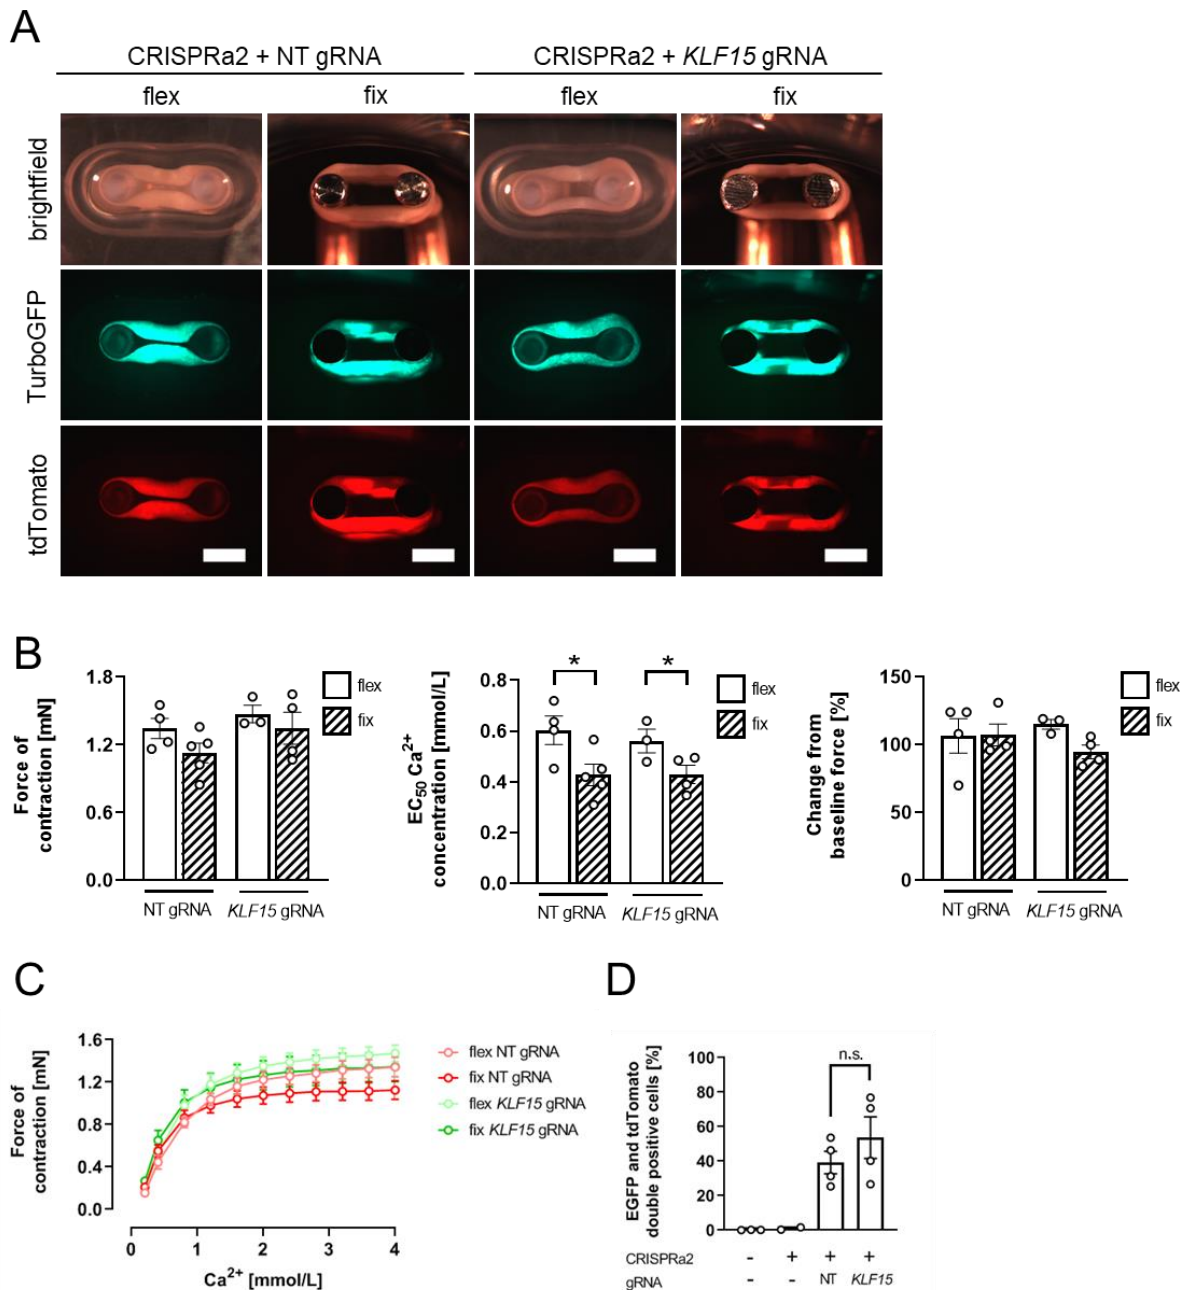 A
CRISPRa2 + NT gRNA
CRISPRa2 + KLF15 gRNA
flex
fix
flex
fix
brightfield
TurboGFP
tdTomato
B
Force of
contraction [mN]
1.8
1.2
0.6
0.0
NT gRNA
KLF15 gRNA
flex
fix
EC50 Ca2+
concentration [mmol/L]
0.8
0.6
0.4
0.2
0.0
*
*
NT gRNA
KLF15 gRNA
flex
fix
Change from
baseline force [%]
150
100
50
0
NT gRNA
KLF15 gRNA
flex
fix
C
Force of
contraction [mN]
1.6
1.2
0.8
0.4
0.0
0 1 2 3 4
Ca2+ [mmol/L]
flex NT gRNA
fix NT gRNA
flex KLF15 gRNA
fix KLF15 gRNA
D
EGFP and tdTomato
double positive cells [%]
100
80
60
40
20
0
n.s.
CRISPRa2 - + + +
gRNA - - NT KLF15